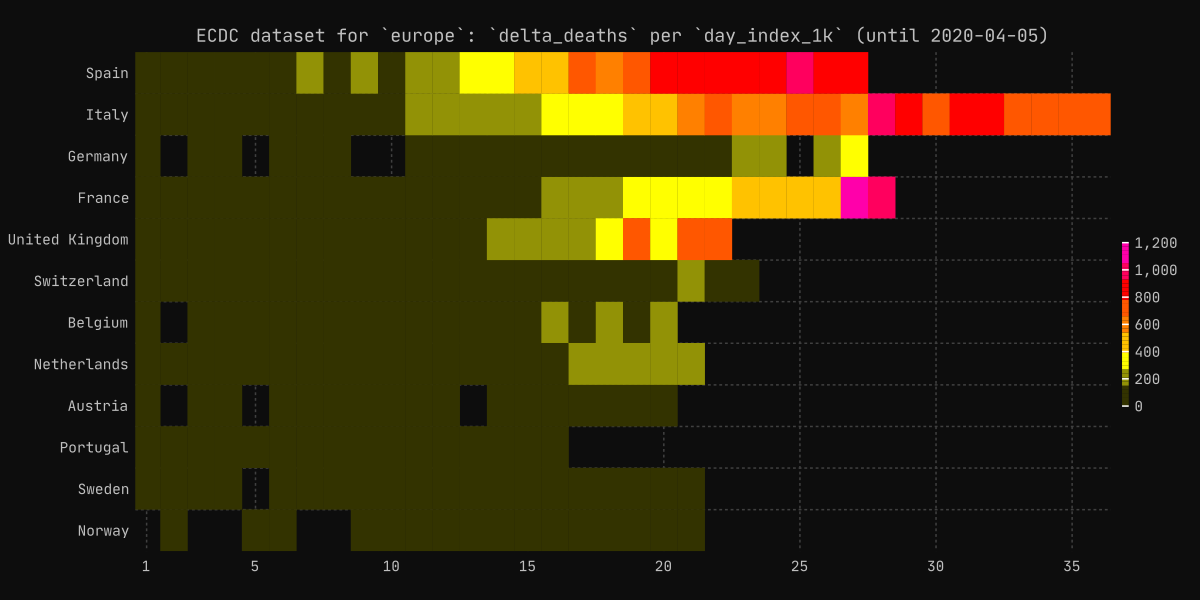 ECDC dataset for `europe`: `delta_deaths` per `day_index_1k` (until 2020-04-05)
Spain
Italy
Germany
France
United Kingdom
Switzerland
Belgium
Netherlands
Austria
Portugal
Sweden
Norway
1 5 10 15 20 25 30 35
1,200
1,000
800
600
400
200
0